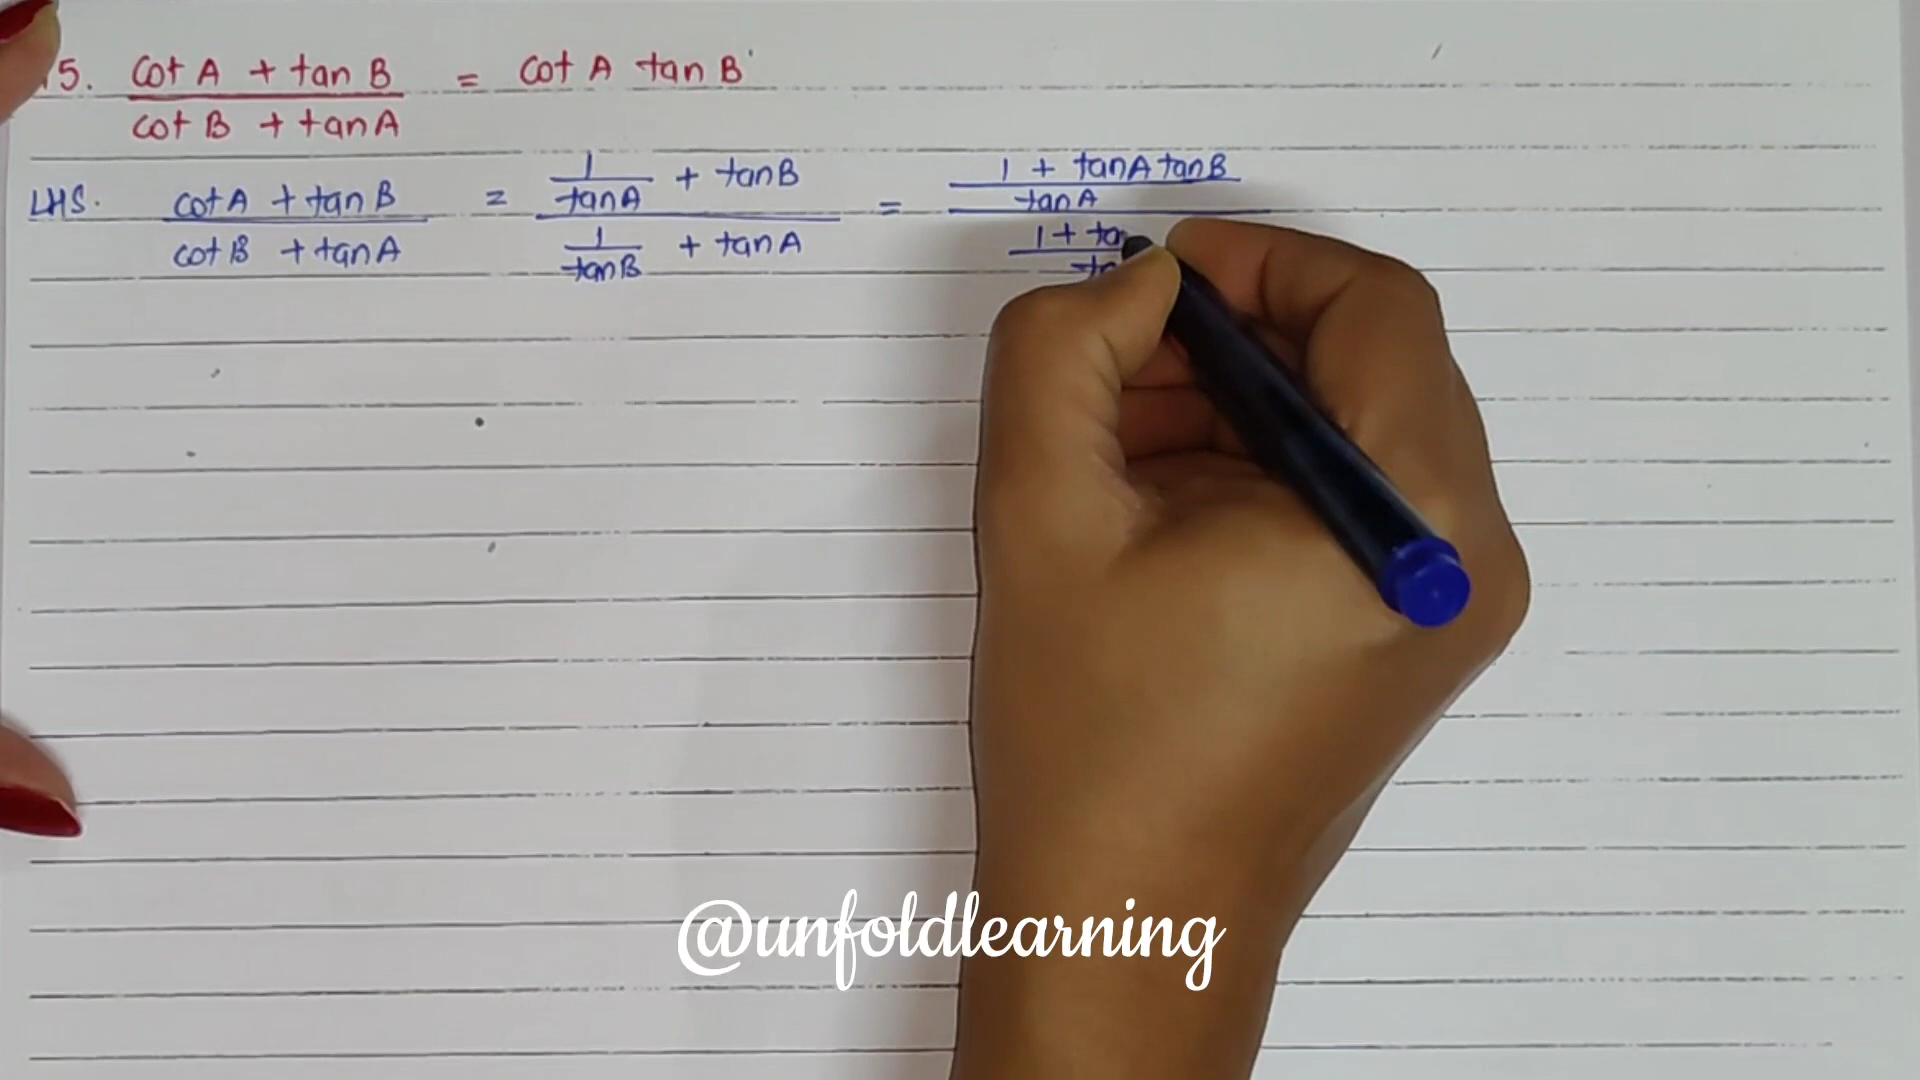 15. cot A + tan B = cot A tan B
cot B + tan A
LHS. cot A + tan B = 1 + tan B = 1 + tan A tan B
tan A tan A
cot B + tan A 1 + tan A 1 +
tan B
@unfoldlearning